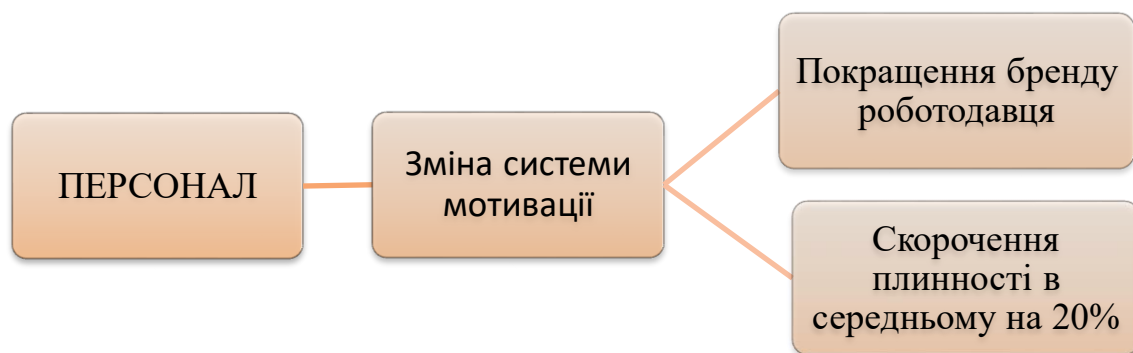 ПЕРСОНАЛ
Зміна системи
мотивації
Покращення бренду
роботодавця
Скорочення
плинності в
середньому на 20%